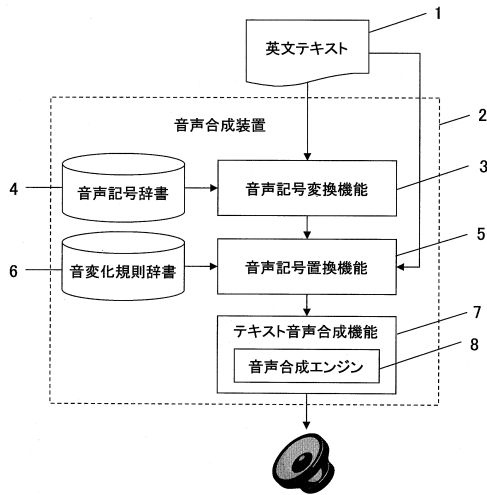 1
英文テキスト
2
音声合成装置
3
4
音声記号辞書
音声記号変換機能
5
6
音変化規則辞書
音声記号置換機能
7
テキスト音声合成機能
8
音声合成エンジン